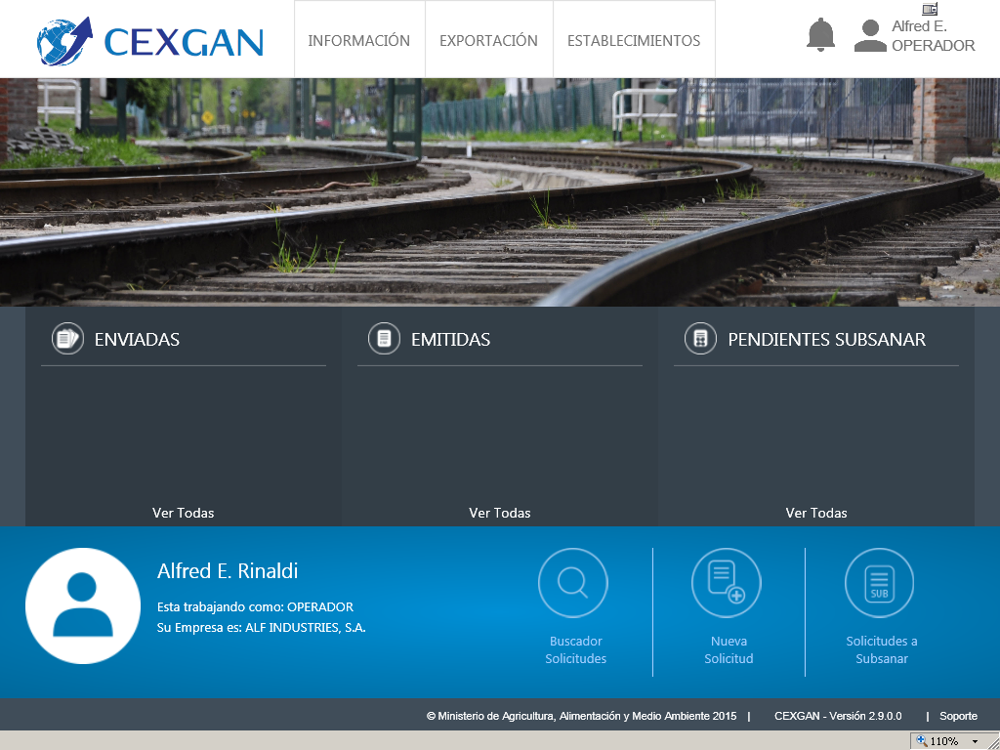 CEXGAN
INFORMACIÓN
EXPORTACIÓN
ESTABLECIMIENTOS
Alfred E.
OPERADOR
ENVIADAS
EMITIDAS
PENDIENTES SUBSANAR
Ver Todas
Ver Todas
Ver Todas
Alfred E. Rinaldi
Esta trabajando como: OPERADOR
Su Empresa es: ALF INDUSTRIES, S.A.
Buscador
Solicitudes
Nueva
Solicitud
SUB
Solicitudes a
Subsanar
© Ministerio de Agricultura, Alimentación y Medio Ambiente 2015 | CEXGAN - Versión 2.9.0.0 | Soporte
110%